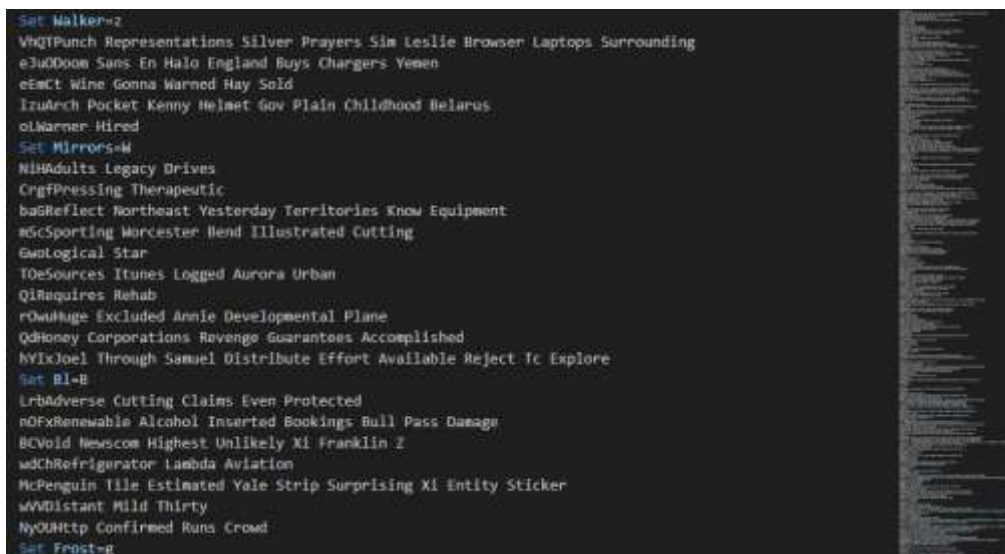 Set Walker=z
VhQTPunch Representations Silver Prayers Sim Leslie Browser Laptops Surrounding
eJuODoom Sans En Halo England Buys Chargers Yemen
eEmCt Wine Gonna Warned Hay Sold
IzuArch Pocket Kenny Helmet Gov Plain Childhood Belarus
oLWarner Hired
Set Mirrors=W
NiHAdults Legacy Drives
CrgfPressing Therapeutic
baGReflect Northeast Yesterday Territories Know Equipment
mScSporting Worcester Bend Illustrated Cutting
GwoLogical Star
TOeSources Itunes Logged Aurora Urban
QiRequires Rehab
rOwuHuge Excluded Annie Developmental Plane
QdHoney Corporations Revenge Guarantees Accomplished
hYIxJoel Through Samuel Distribute Effort Available Reject Tc Explore
Set Bl=B
LrbAdverse Cutting Claims Even Protected
nOFxRenewable Alcohol Inserted Bookings Bull Pass Damage
BCVoid Newscom Highest Unlikely Xi Franklin Z
wdChRefrigerator Lambda Aviation
McPenguin Tile Estimated Yale Strip Surprising Xi Entity Sticker
wVVDistant Mild Thirty
NyOUHttp Confirmed Runs Crowd
Set Frost=g